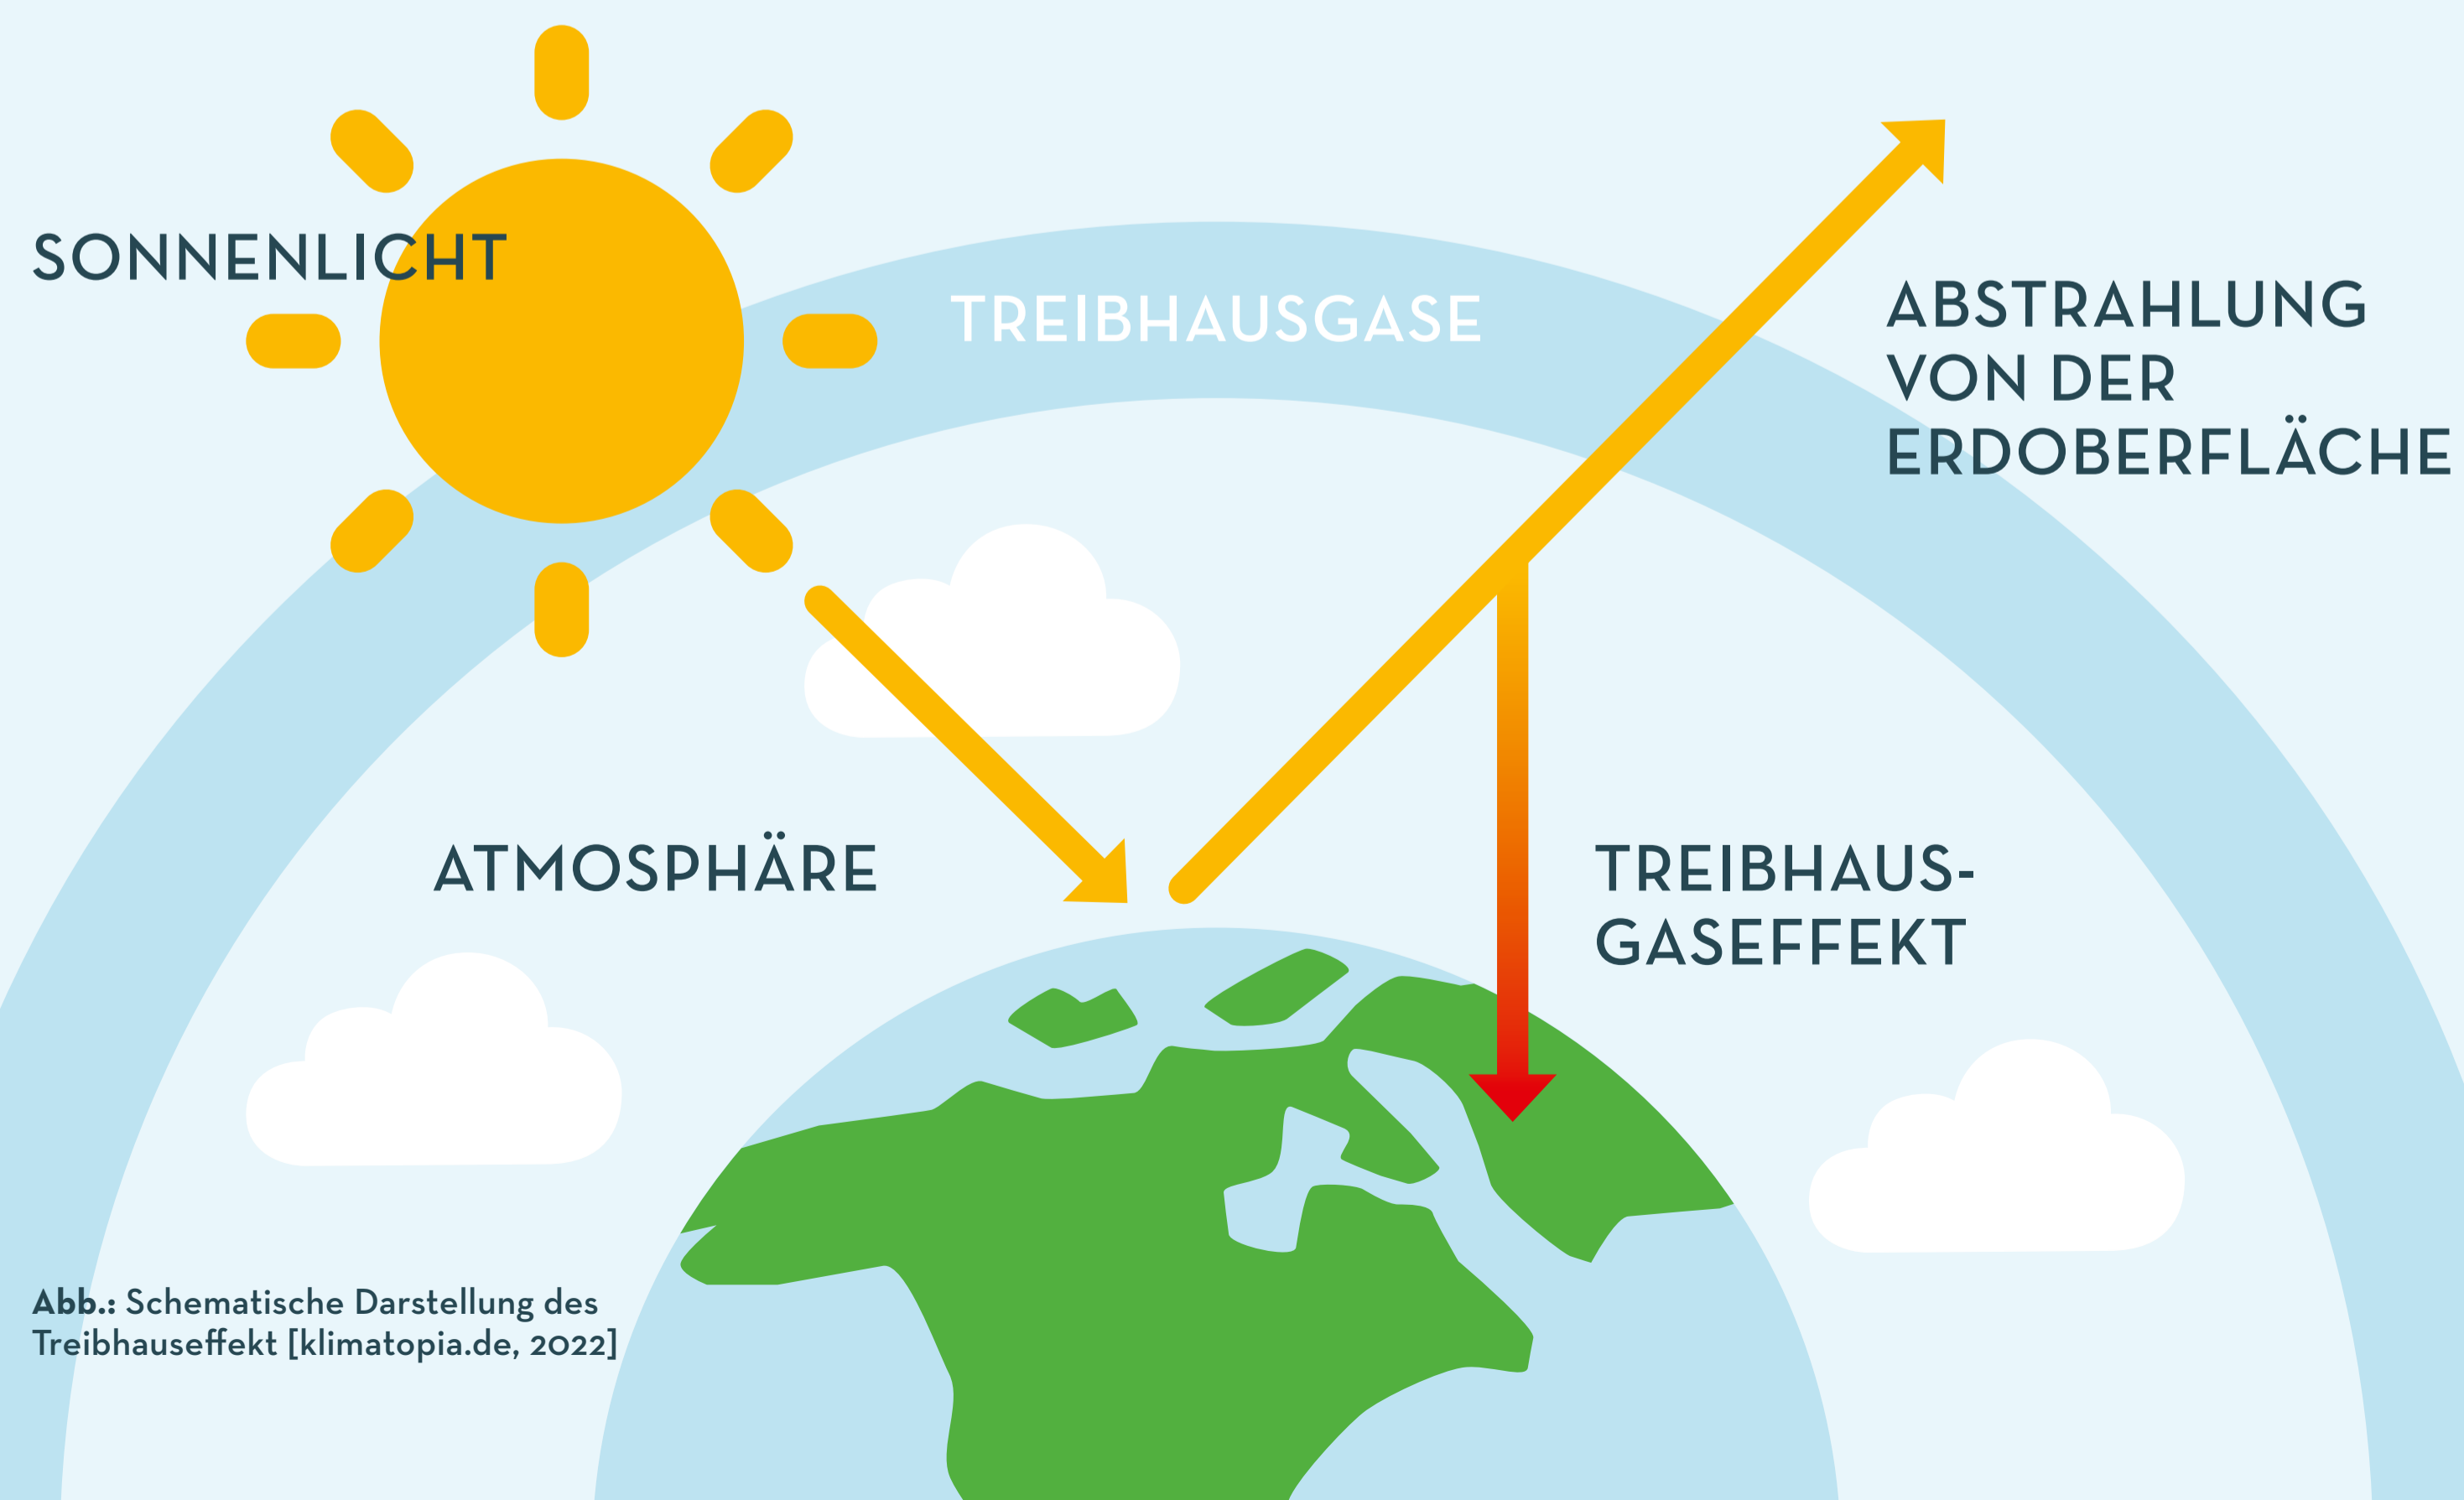 SONNENLICHT
TREIBHAUSGASE
ABSTRAHLUNG
VON DER
ERDOBERFLÄCHE
ATMOSPHÄRE
TREIBHAUS-
GASEFFEKT
Abb.: Schematische Darstellung des
Treibhauseffekt [klimatopia.de, 2022]